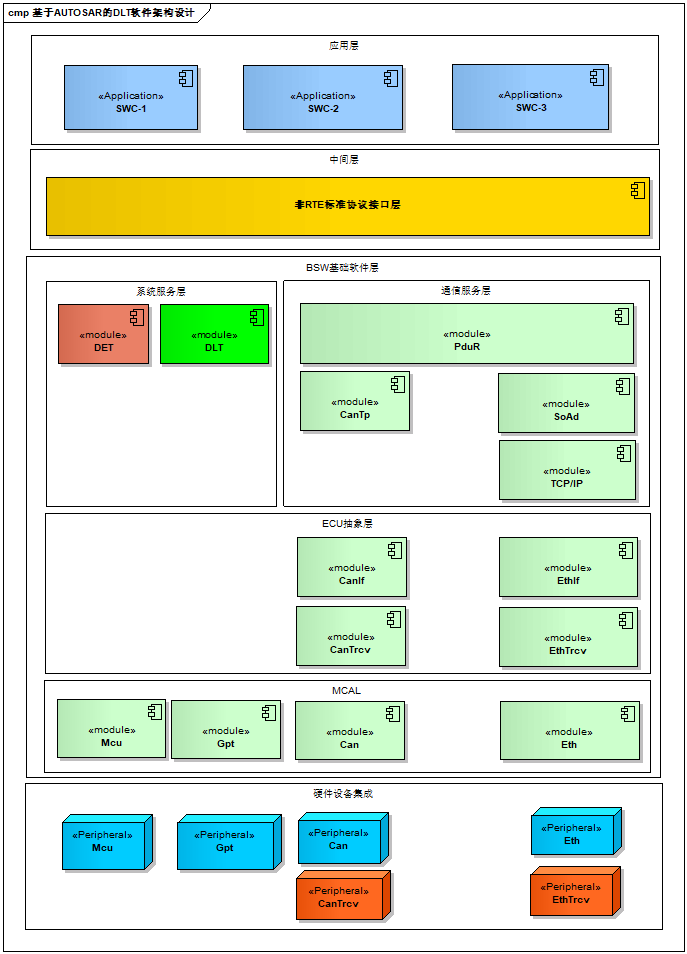 cmp 基于AUTOSAR的DLT软件架构设计
应用层
«Application»
SWC-1
«Application»
SWC-2
«Application»
SWC-3
中间层
非RTE标准协议接口层
BSW基础软件层
系统服务层
«module»
DET
«module»
DLT
通信服务层
«module»
PduR
«module»
CanTp
«module»
SoAd
«module»
TCP/IP
ECU抽象层
«module»
CanIf
«module»
EthIf
«module»
CanTrcv
«module»
EthTrcv
MCAL
«module»
Mcu
«module»
Gpt
«module»
Can
«module»
Eth
硬件设备集成
«Peripheral»
Mcu
«Peripheral»
Gpt
«Peripheral»
Can
«Peripheral»
Eth
«Peripheral»
CanTrcv
«Peripheral»
EthTrcv